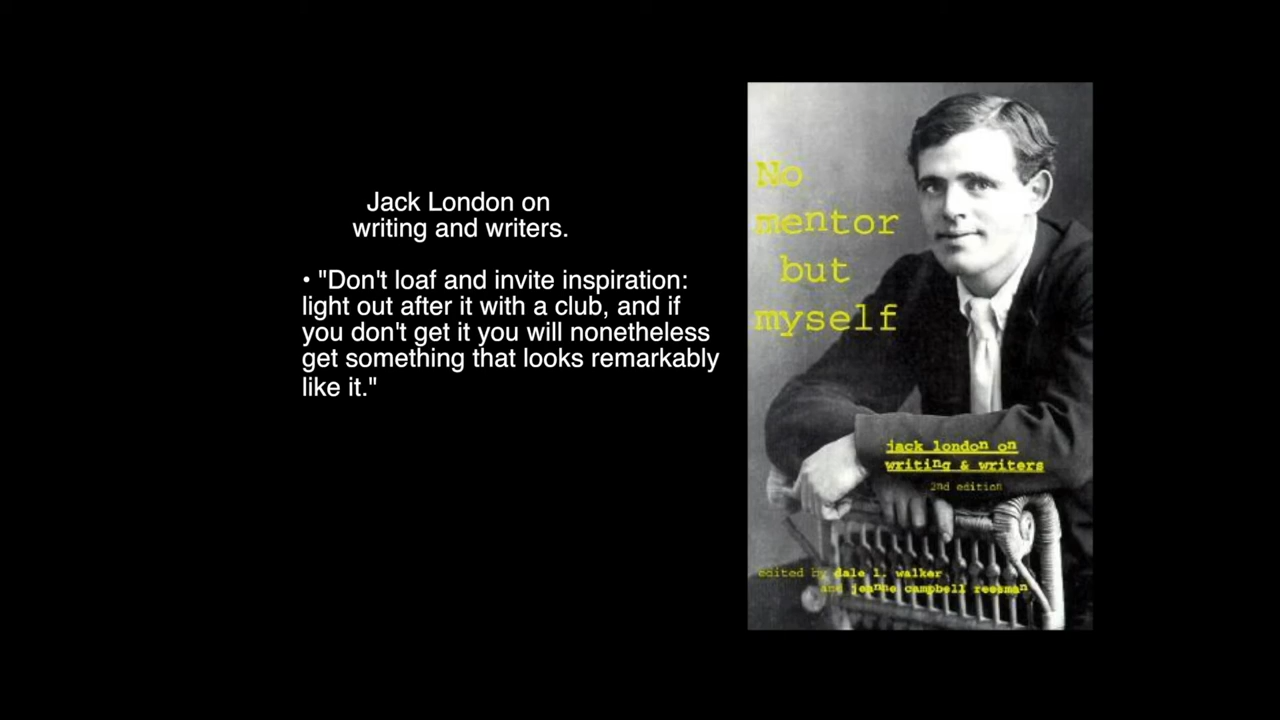 Jack London on
writing and writers.
• "Don't loaf and invite inspiration:
light out after it with a club, and if
you don't get it you will nonetheless
get something that looks remarkably
like it."
No
mentor
but
myself
jack london on
writing & writers
2nd edition
edited by dale l. walker
and jeanne campbell reesman